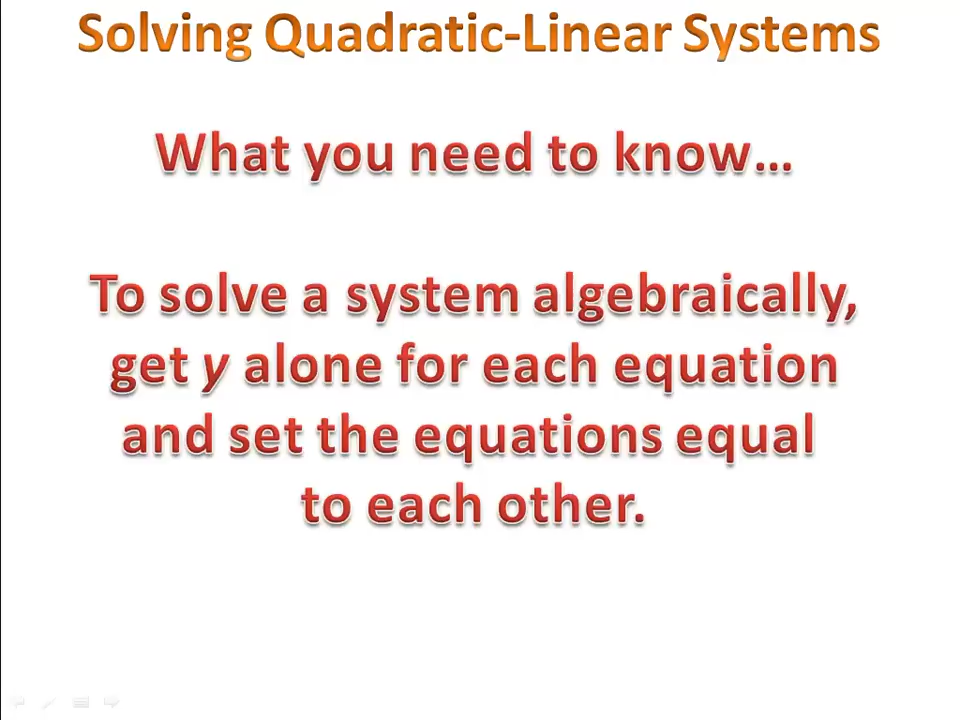 Solving Quadratic-Linear Systems
What you need to know…
To solve a system algebraically,
get y alone for each equation
and set the equations equal
to each other.